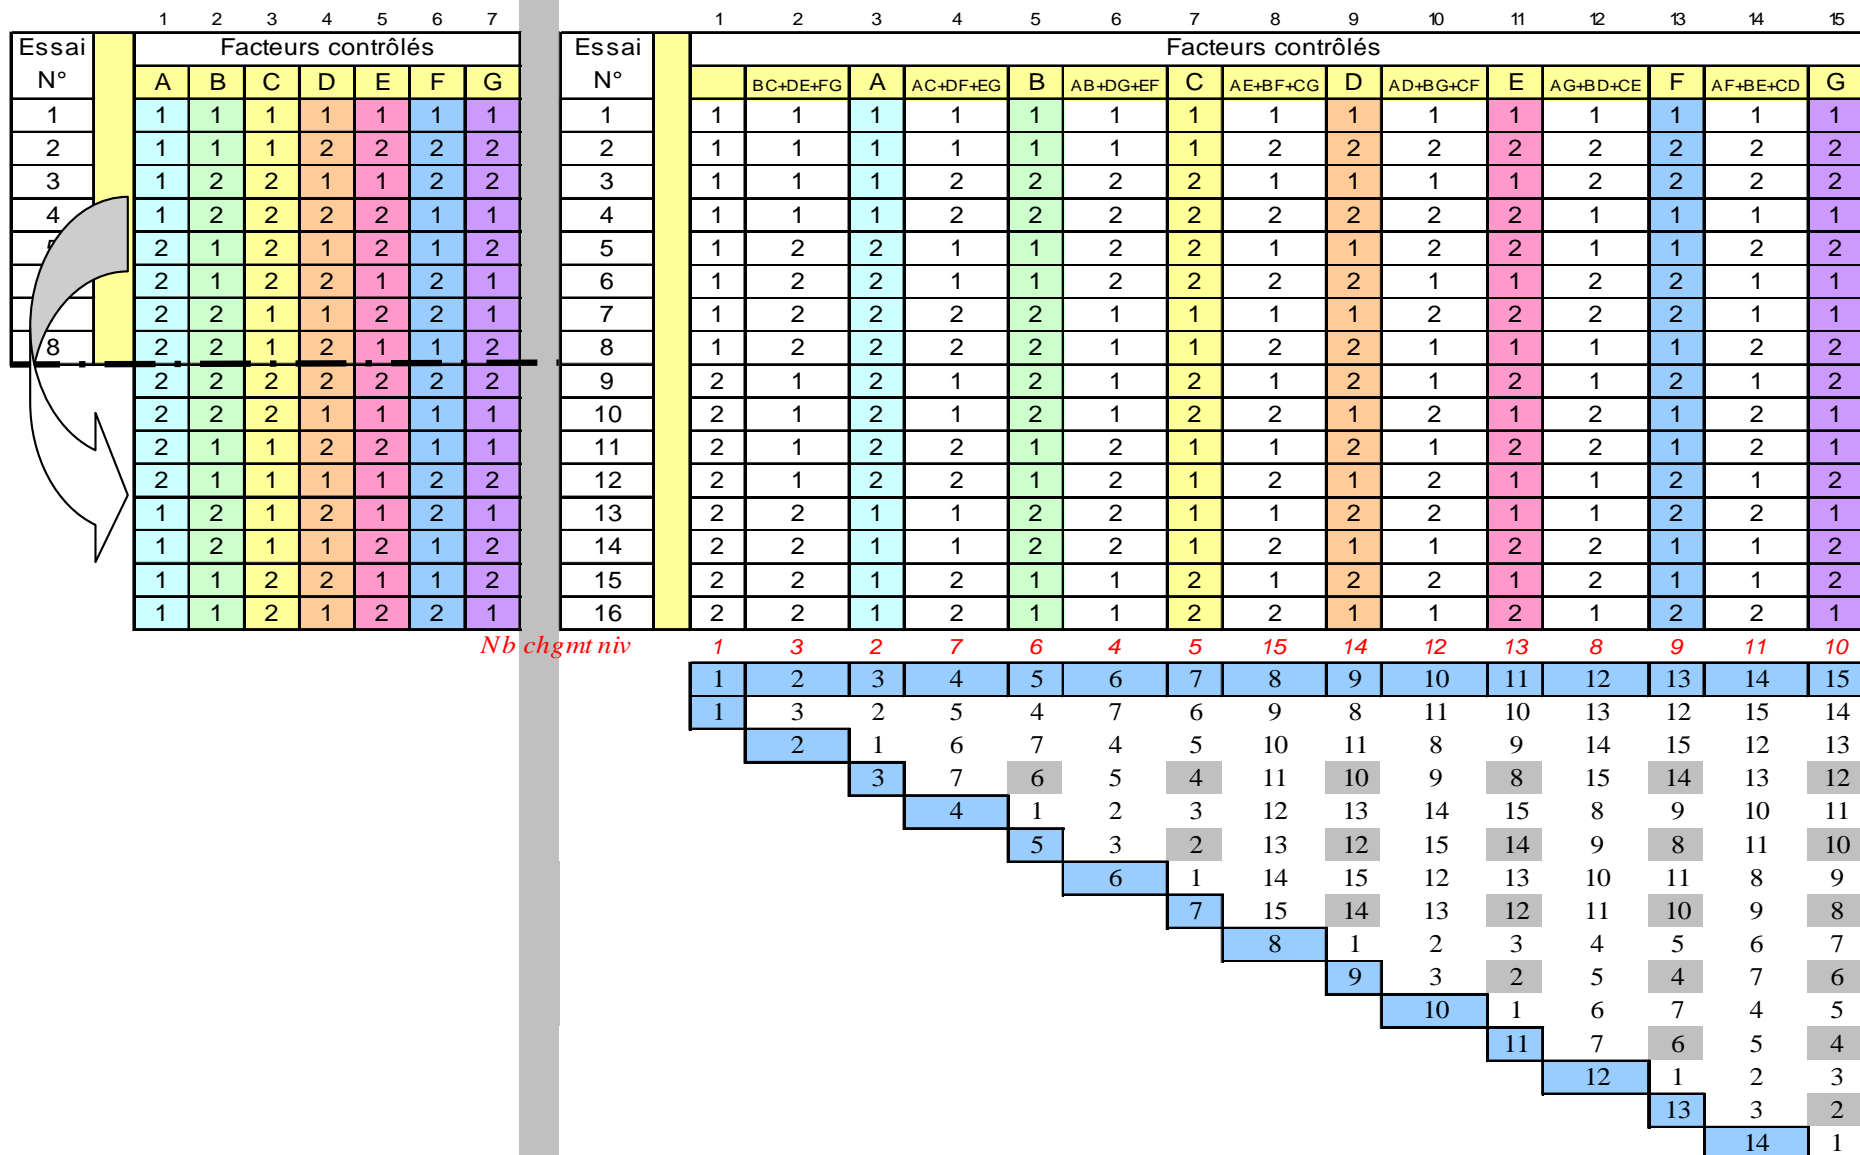 1 2 3 4 5 6 7 1 2 3 4 5 6 7 8 9 10 11 12 13 14 15
Essai Facteurs contrôlés Essai Facteurs contrôlés
N° A B C D E F G N° BC+DE+FG A AC+DF+EG B AB+DG+EF C AE+BF+CG D AD+BG+CF E AG+BD+CE F AF+BE+CD G
1 1 1 1 1 1 1 1 1 1 1 1 1 1 1 1 1 1 1 1 1 1 1 1
2 1 1 1 2 2 2 2 2 1 1 1 1 1 1 1 2 2 2 2 2 2 2 2
3 1 2 2 1 1 2 2 3 1 1 1 2 2 2 2 1 1 1 1 2 2 2 2
4 1 2 2 2 2 1 1 4 1 1 1 2 2 2 2 2 2 2 2 1 1 1 1
2 1 2 1 2 1 2 5 1 2 2 1 1 2 2 1 1 2 2 1 1 2 2
2 1 2 2 1 2 1 6 1 2 2 1 1 2 2 2 2 1 1 2 2 1 1
2 2 1 1 2 2 1 7 1 2 2 2 2 1 1 1 1 2 2 2 2 1 1
8 2 2 1 2 1 1 2 8 1 2 2 2 2 1 1 2 2 1 1 1 1 2 2
2 2 2 2 2 2 2 9 2 1 2 1 2 1 2 1 2 1 2 1 2 1 2
2 2 2 1 1 1 1 10 2 1 2 1 2 1 2 2 1 2 1 2 1 2 1
2 1 1 2 2 1 1 11 2 1 2 2 1 2 1 1 2 1 2 2 1 2 1
2 1 1 1 1 2 2 12 2 1 2 2 1 2 1 2 1 2 1 1 2 1 2
1 2 1 2 1 2 1 13 2 2 1 1 2 2 1 1 2 2 1 1 2 2 1
1 2 1 1 2 1 2 14 2 2 1 1 2 2 1 2 1 1 2 2 1 1 2
1 1 2 2 1 1 2 15 2 2 1 2 1 1 2 1 2 2 1 2 1 1 2
1 1 2 1 2 2 1 16 2 2 1 2 1 1 2 2 1 1 2 1 2 2 1
Nb chgmt niv 1 3 2 7 6 4 5 15 14 12 13 8 9 11 10
1 2 3 4 5 6 7 8 9 10 11 12 13 14 15
1 3 2 5 4 7 6 9 8 11 10 13 12 15 14
2 1 6 7 4 5 10 11 8 9 14 15 12 13
3 7 6 5 4 11 10 9 8 15 14 13 12
4 1 2 3 12 13 14 15 8 9 10 11
5 3 2 13 12 15 14 9 8 11 10
6 1 14 15 12 13 10 11 8 9
7 15 14 13 12 11 10 9 8
8 1 2 3 4 5 6 7
9 3 2 5 4 7 6
10 1 6 7 4 5
11 7 6 5 4
12 1 2 3
13 3 2
14 1